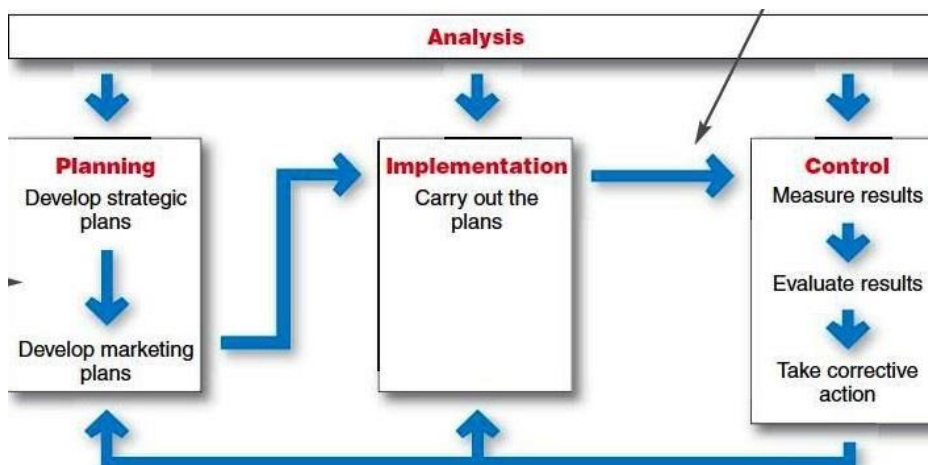 Analysis
Planning
Develop strategic
plans
Develop marketing
plans
Implementation
Carry out the
plans
Control
Measure results
Evaluate results
Take corrective
action